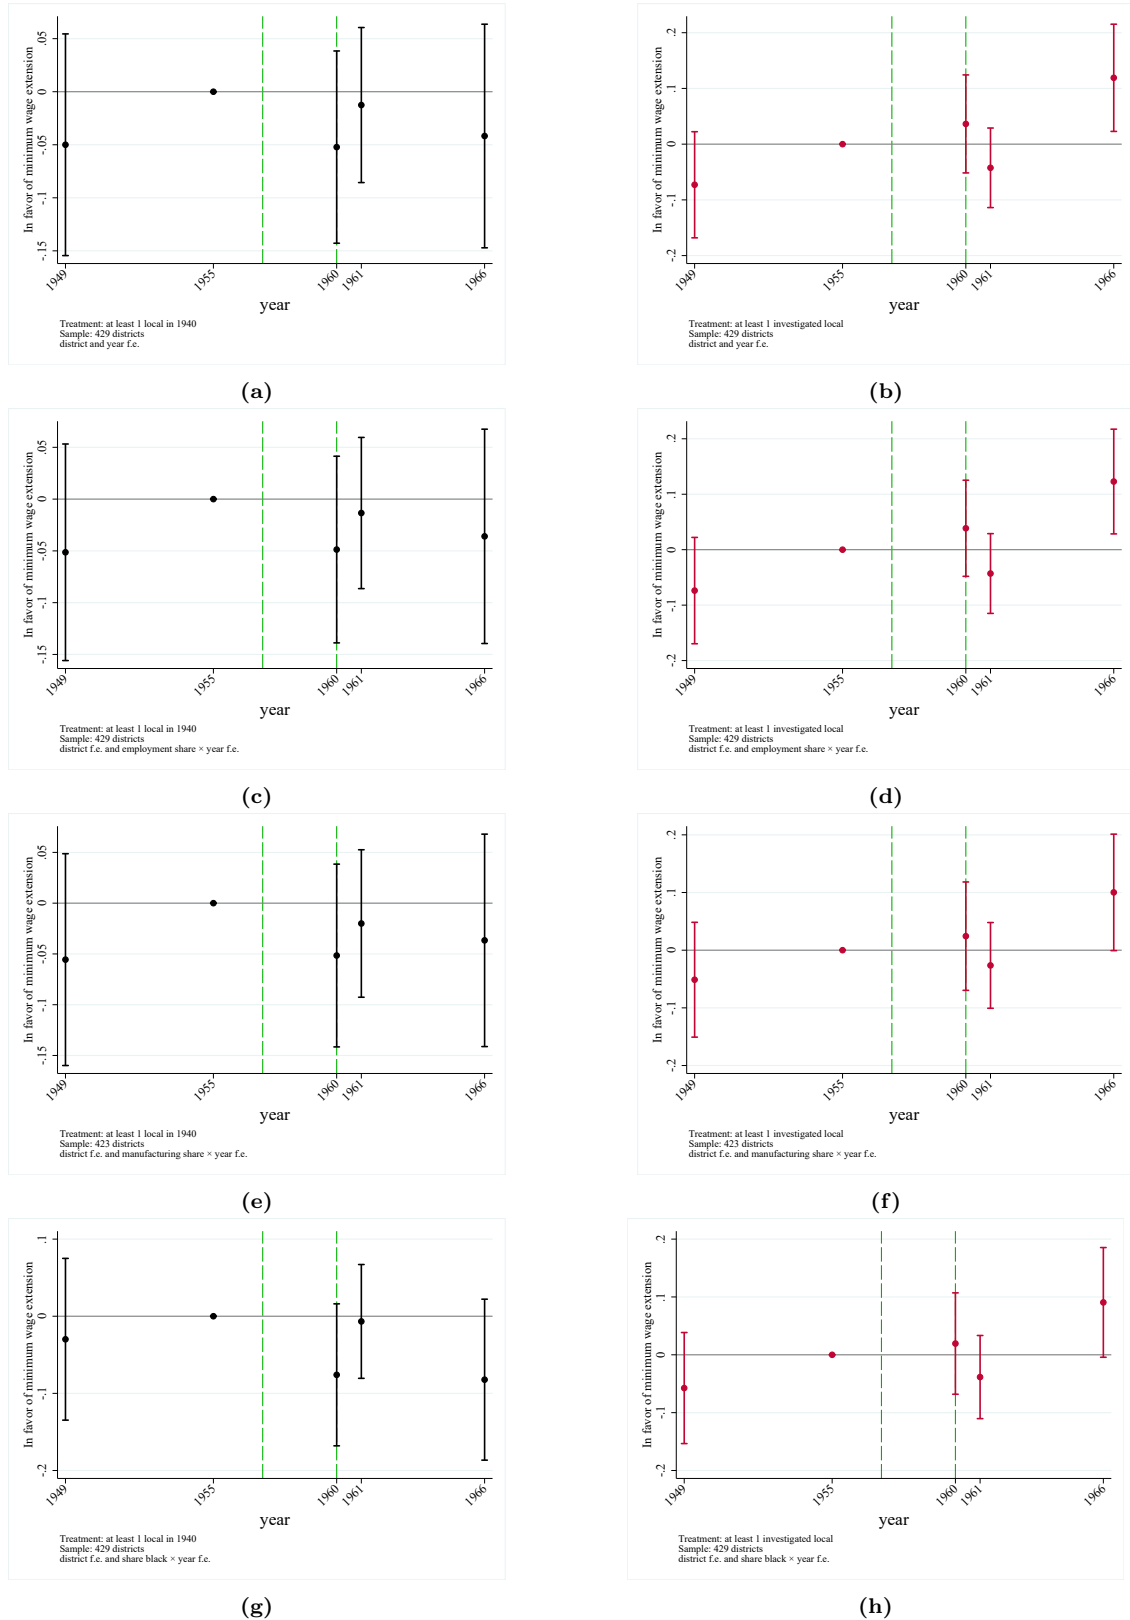 In favor of minimum wage extension
.05
0
-.05
-.1
-.15
1949
1955
1960
1961
1966
year
Treatment: at least 1 local in 1940
Sample: 429 districts
district and year f.e.
(a)
In favor of minimum wage extension
.2
.1
0
-.1
-.2
1949
1955
1960
1961
1966
year
Treatment: at least 1 investigated local
Sample: 429 districts
district and year f.e.
(b)
In favor of minimum wage extension
.05
0
-.05
-.1
-.15
1949
1955
1960
1961
1966
year
Treatment: at least 1 local in 1940
Sample: 429 districts
district f.e. and employment share × year f.e.
(c)
In favor of minimum wage extension
.2
.1
0
-.1
-.2
1949
1955
1960
1961
1966
year
Treatment: at least 1 investigated local
Sample: 429 districts
district f.e. and employment share × year f.e.
(d)
In favor of minimum wage extension
.05
0
-.05
-.1
-.15
1949
1955
1960
1961
1966
year
Treatment: at least 1 local in 1940
Sample: 423 districts
district f.e. and manufacturing share × year f.e.
(e)
In favor of minimum wage extension
.2
.1
0
-.1
-.2
1949
1955
1960
1961
1966
year
Treatment: at least 1 investigated local
Sample: 423 districts
district f.e. and manufacturing share × year f.e.
(f)
In favor of minimum wage extension
.1
0
-.1
-.2
1949
1955
1960
1961
1966
year
Treatment: at least 1 local in 1940
Sample: 429 districts
district f.e. and share black × year f.e.
(g)
In favor of minimum wage extension
.2
.1
0
-.1
-.2
1949
1955
1960
1961
1966
year
Treatment: at least 1 investigated local
Sample: 429 districts
district f.e. and share black × year f.e.
(h)